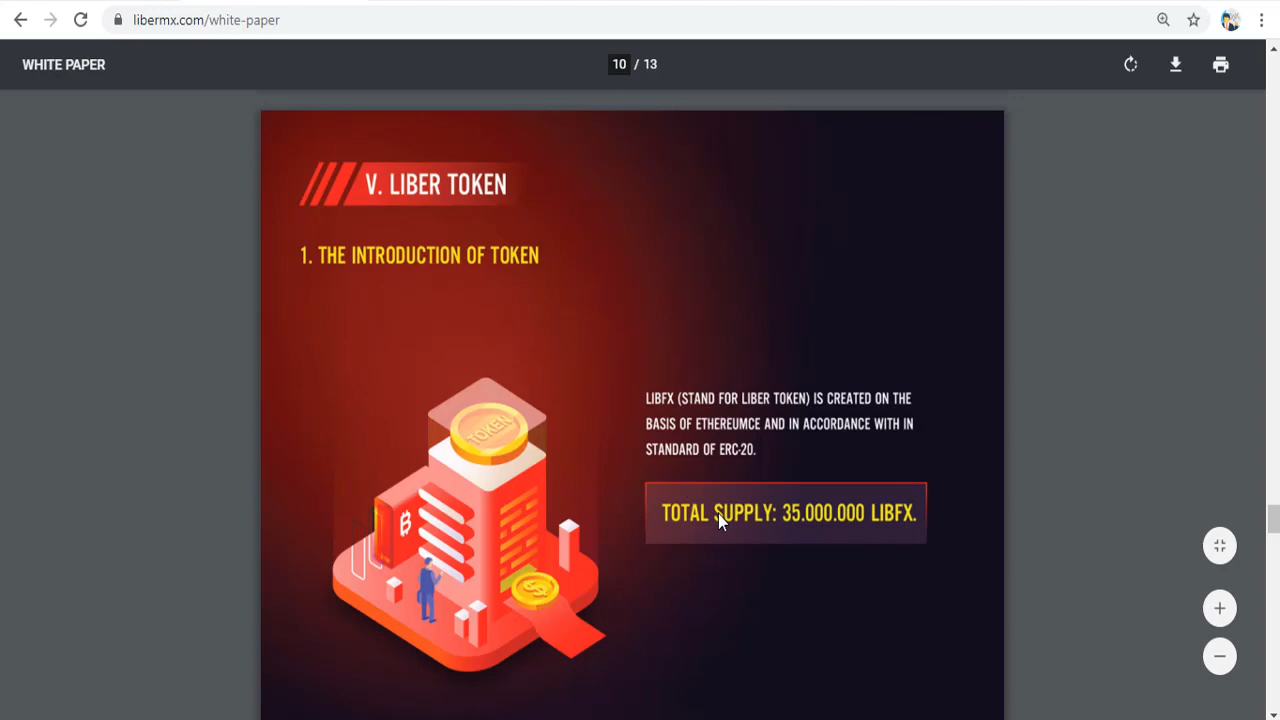 libermx.com/white-paper
WHITE PAPER
10 / 13
V. LIBER TOKEN
1. THE INTRODUCTION OF TOKEN
TOKEN
LIBFX (STAND FOR LIBER TOKEN) IS CREATED ON THE
BASIS OF ETHEREUMCE AND IN ACCORDANCE WITH IN
STANDARD OF ERC-20.
TOTAL SUPPLY: 35.000.000 LIBFX.